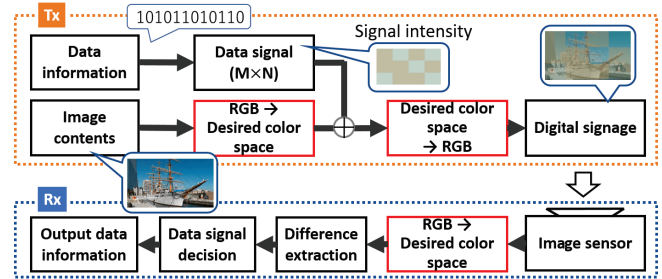 Tx
101011010110
Data
information
Data signal
(M×N)
Signal intensity
Image
contents
RGB →
Desired color
space
Desired color
space
→ RGB
Digital signage
Rx
Output data
information
Data signal
decision
Difference
extraction
RGB →
Desired color
space
Image sensor